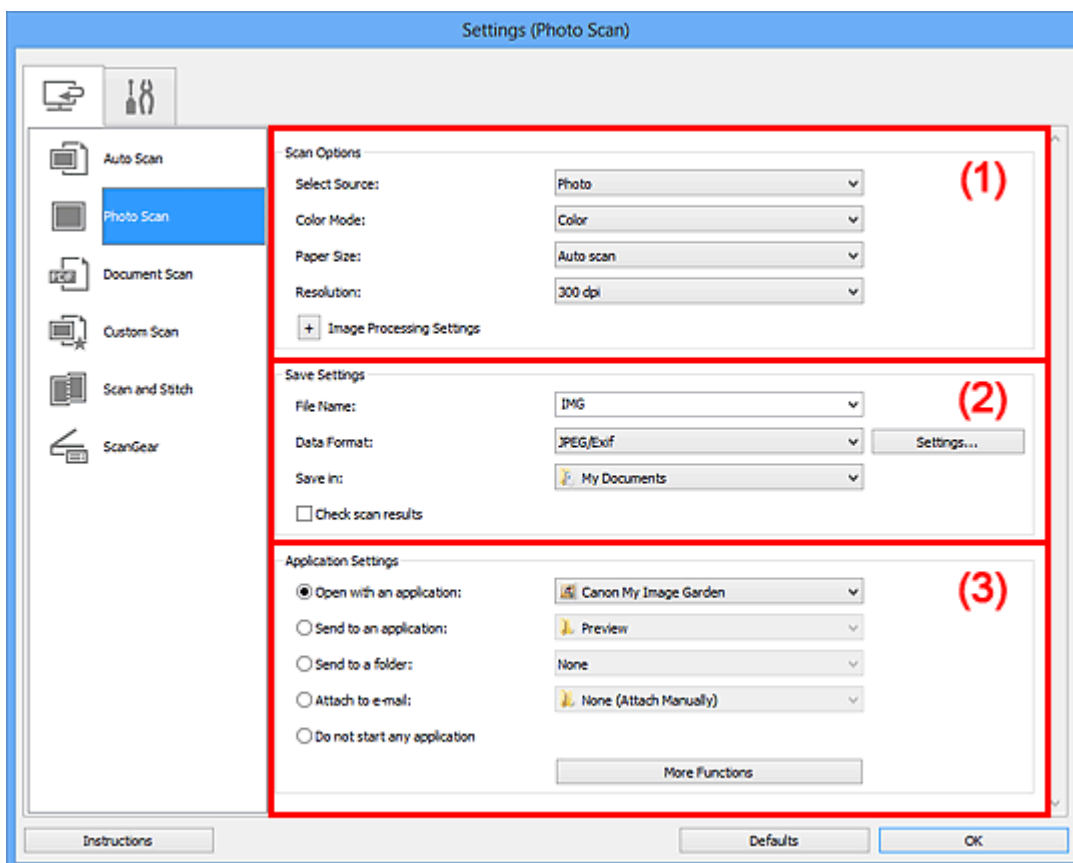 Settings (Photo Scan)
Auto Scan
Photo Scan
Document Scan
Custom Scan
Scan and Stitch
ScanGear
Scan Options
(1)
Select Source: Photo
Color Mode: Color
Paper Size: Auto scan
Resolution: 300 dpi
+ Image Processing Settings
Save Settings
(2)
File Name: IMG
Data Format: JPEG/Exif Settings...
Save in: My Documents
Check scan results
Application Settings
(3)
Open with an application: Canon My Image Garden
Send to an application: Preview
Send to a folder: None
Attach to e-mail: None (Attach Manually)
Do not start any application
More Functions
Instructions Defaults OK